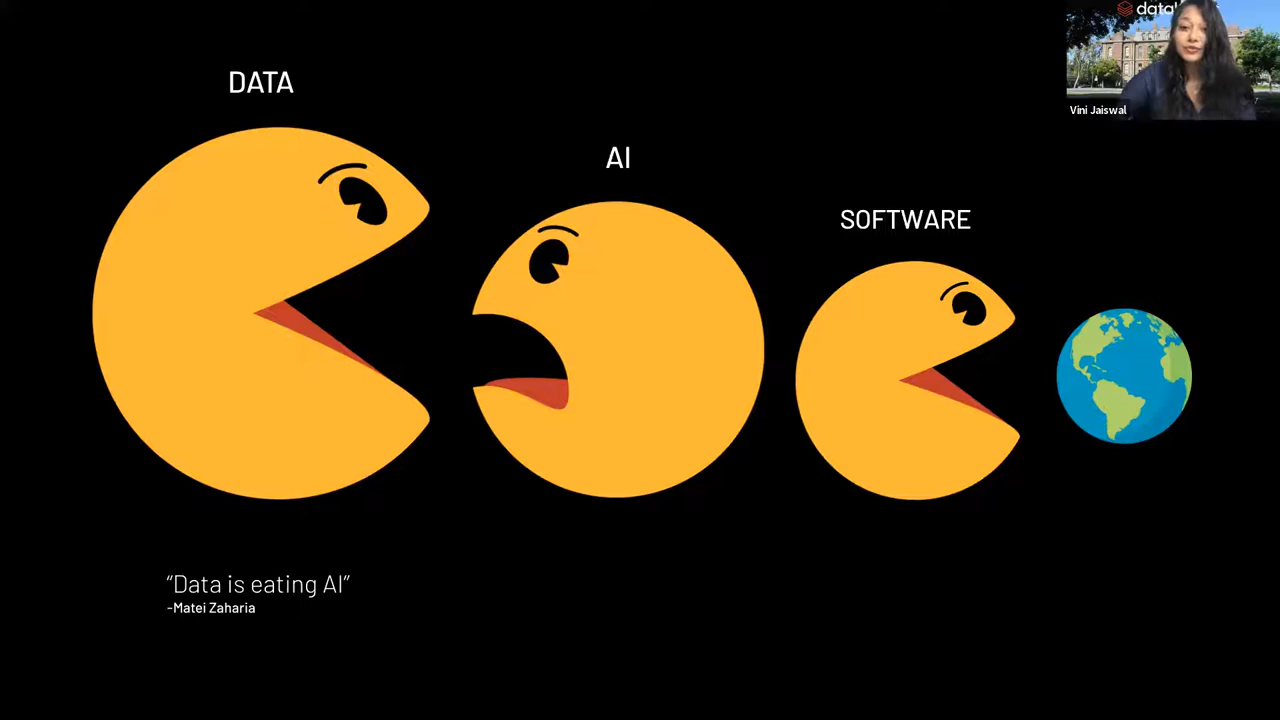 DATA
AI
SOFTWARE
Vini Jaiswal
“Data is eating AI”
-Matei Zaharia